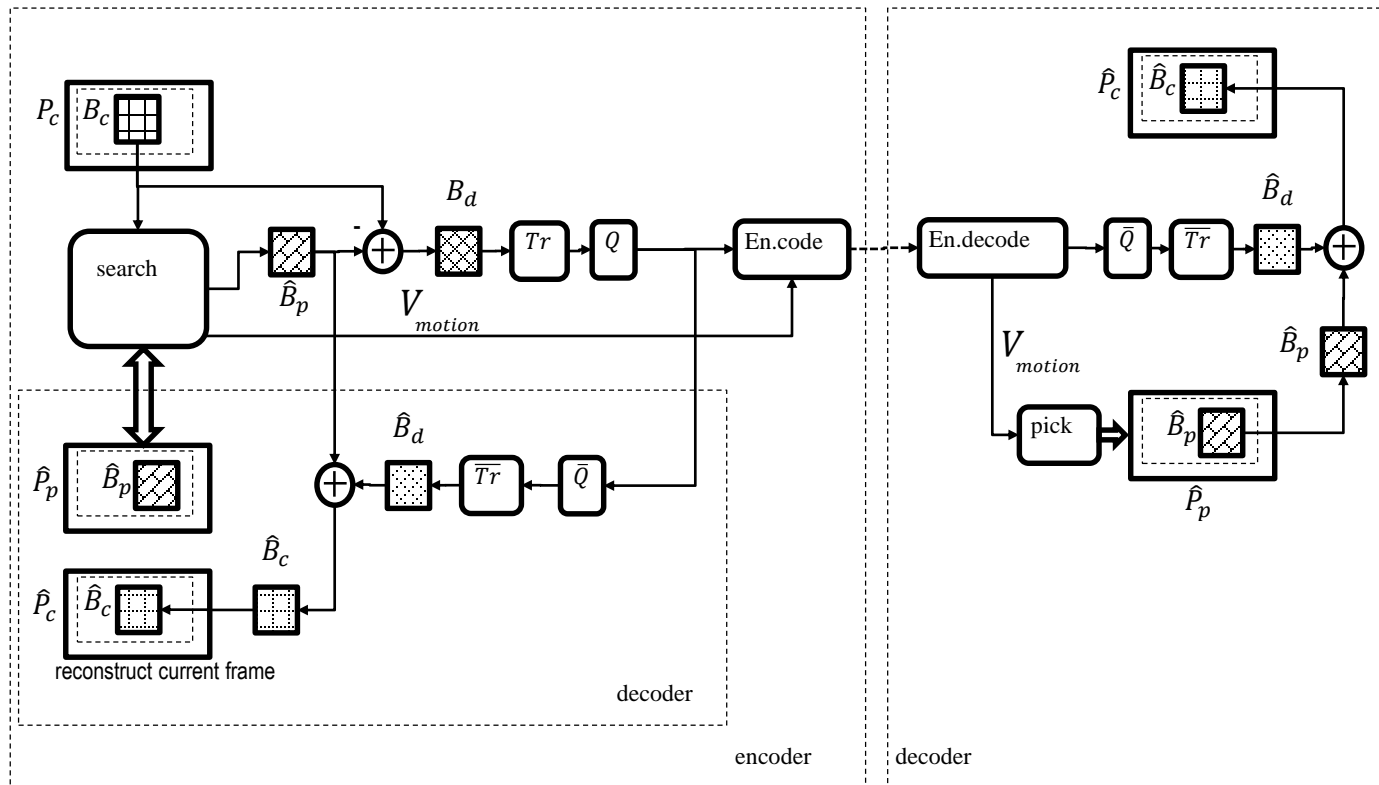 P_c
B_c
search
-
B̂_p
B_d
Tr
Q
En.code
V_motion
P̂_p
B̂_p
B̂_d
T̅r̅
Q̅
B̂_c
P̂_c
B̂_c
reconstruct current frame
decoder
encoder
P̂_c
B̂_c
En.decode
Q̅
T̅r̅
B̂_d
V_motion
B̂_p
pick
B̂_p
P̂_p
decoder